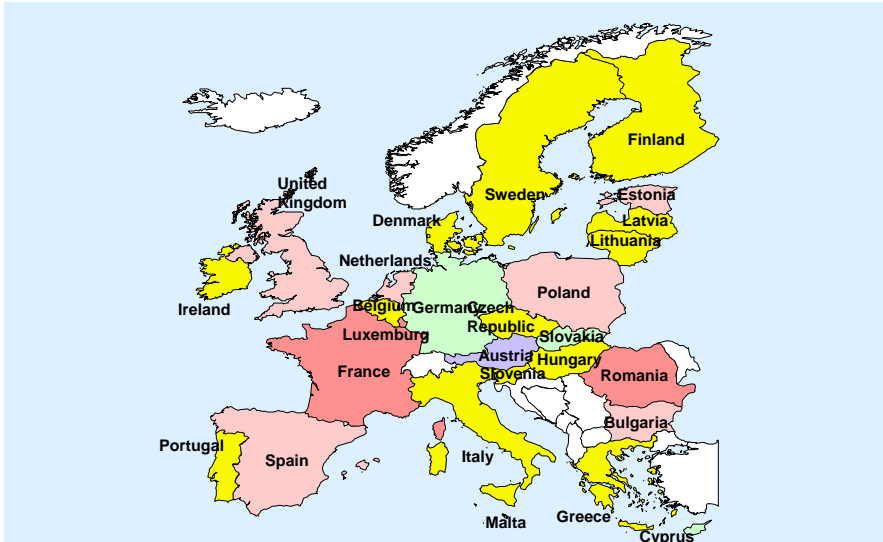 Finland
United
Kingdom
Sweden
Estonia
Denmark
Latvia
Lithuania
Netherlands
Poland
Ireland
Belgium
Germany
Czech
Republic
Luxemburg
Slovakia
Austria
Hungary
France
Slovenia
Romania
Bulgaria
Portugal
Spain
Italy
Malta
Greece
Cyprus